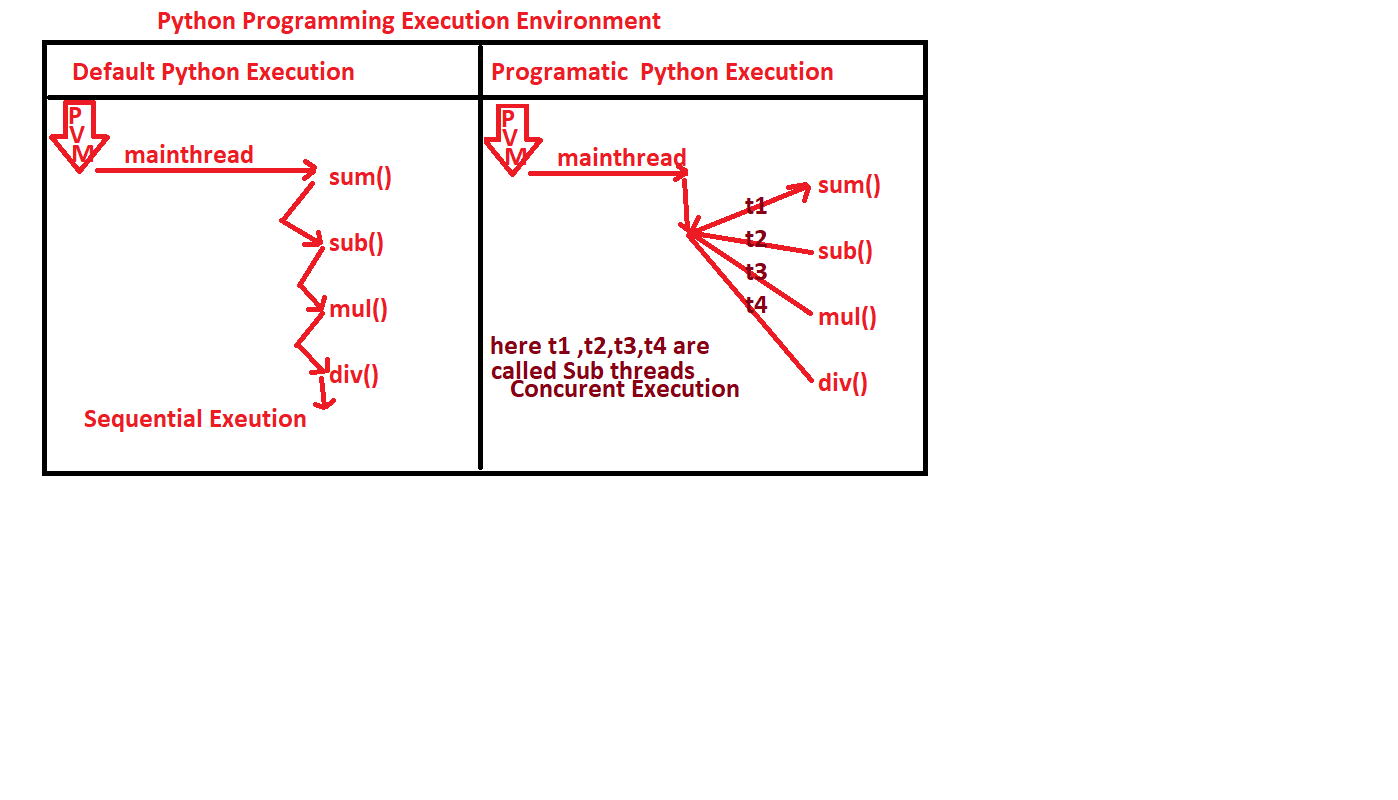 Python Programming Execution Environment
Default Python Execution
P
V
M
mainthread
sum()
sub()
mul()
div()
Sequential Exeution
Programatic Python Execution
P
V
M
mainthread
t1
t2
t3
t4
sum()
sub()
mul()
div()
here t1 ,t2,t3,t4 are
called Sub threads
Concurent Execution